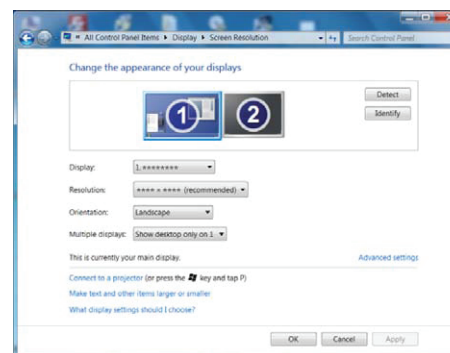 « All Control Panel Items ▸ Display ▸ Screen Resolution
Search Control Panel
Change the appearance of your displays
1 2
Detect
Identify
Display: 1. ********
Resolution: **** × **** (recommended)
Orientation: Landscape
Multiple displays: Show desktop only on 1
This is currently your main display. Advanced settings
Connect to a projector (or press the key and tap P)
Make text and other items larger or smaller
What display settings should I choose?
OK Cancel Apply